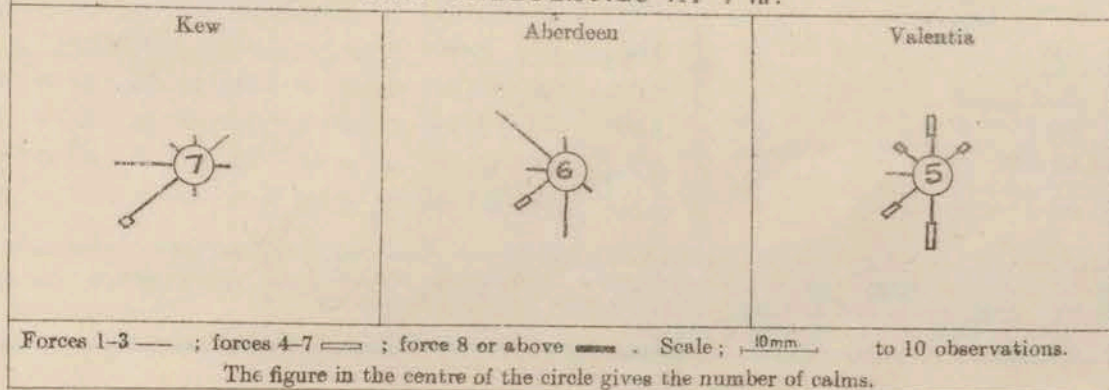 Kew Aberdeen Valentia
7 6 5
Forces 1–3 ; forces 4–7 ; force 8 or above . Scale ; 10mm to 10 observations.
The figure in the centre of the circle gives the number of calms.